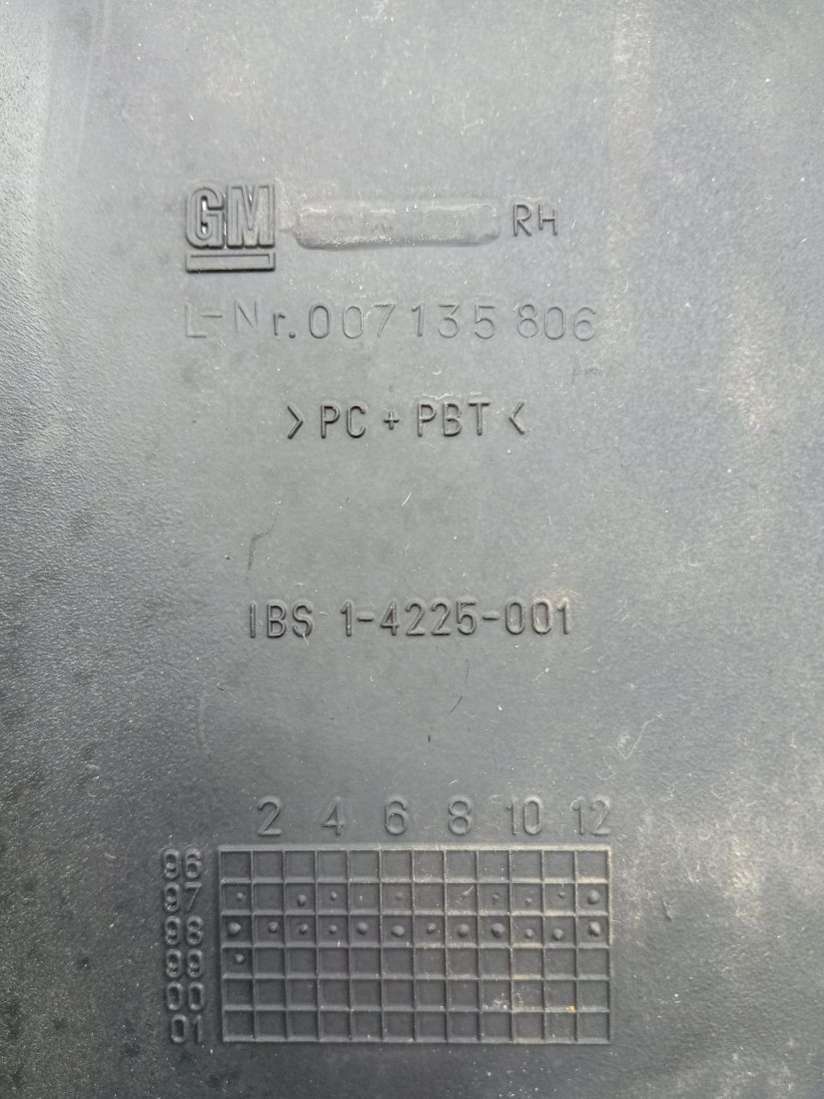 GM RH
L-Nr.007135806
>PC+PBT<
IBS 1-4225-001
2 4 6 8 10 12
96
97
98
99
00
01